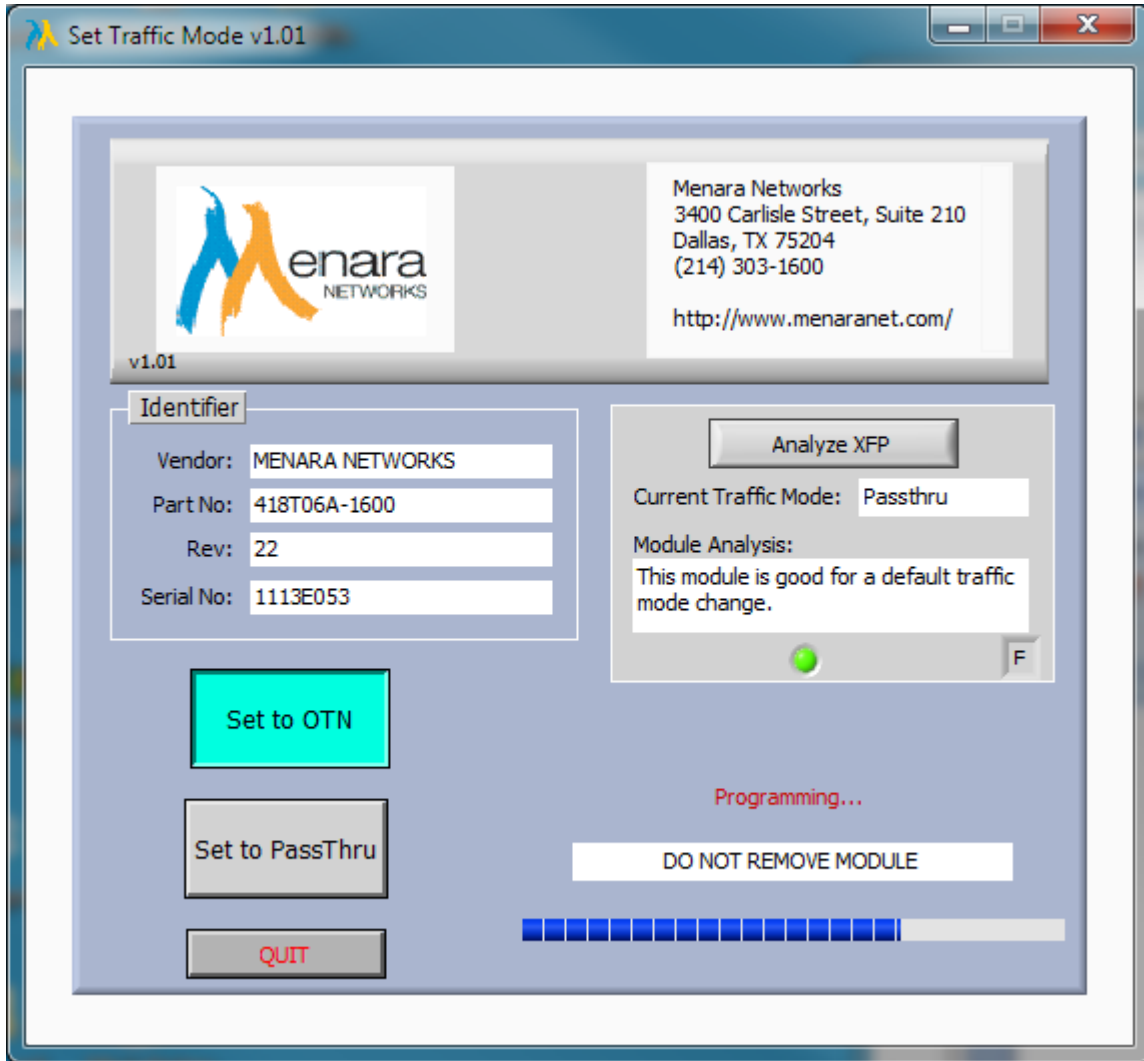 Set Traffic Mode v1.01
Menara
NETWORKS
v1.01
Menara Networks
3400 Carlisle Street, Suite 210
Dallas, TX 75204
(214) 303-1600
http://www.menaranet.com/
Identifier
Vendor: MENARA NETWORKS
Part No: 418T06A-1600
Rev: 22
Serial No: 1113E053
Analyze XFP
Current Traffic Mode: Passthru
Module Analysis:
This module is good for a default traffic
mode change.
F
Set to OTN
Set to PassThru
QUIT
Programming...
DO NOT REMOVE MODULE